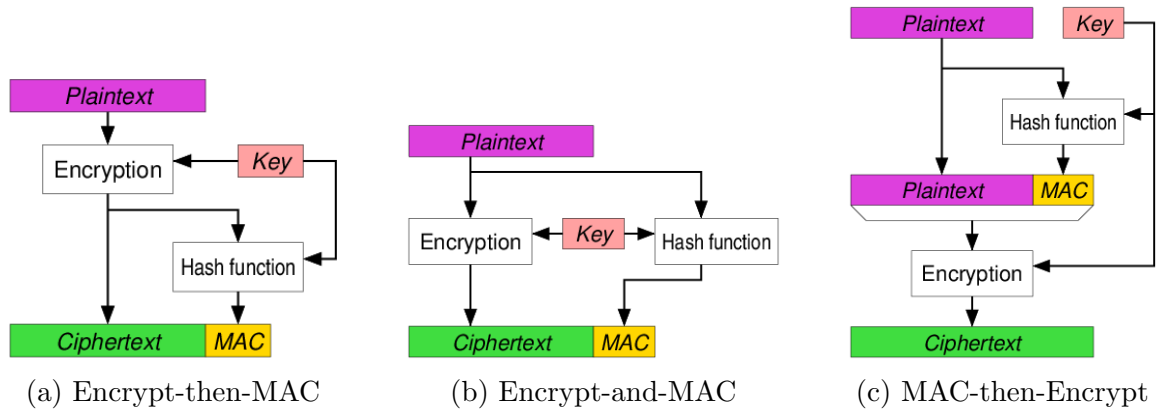 Plaintext
Encryption
Key
Hash function
Ciphertext
MAC
(a) Encrypt-then-MAC
Plaintext
Encryption
Key
Hash function
Ciphertext
MAC
(b) Encrypt-and-MAC
Plaintext
Key
Hash function
Plaintext
MAC
Encryption
Ciphertext
(c) MAC-then-Encrypt